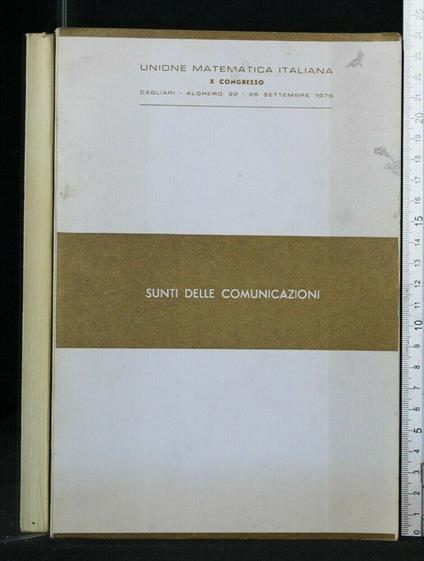 UNIONE MATEMATICA ITALIANA
X CONGRESSO
CAGLIARI - ALGHERO 22 - 28 SETTEMBRE 1975
SUNTI DELLE COMUNICAZIONI